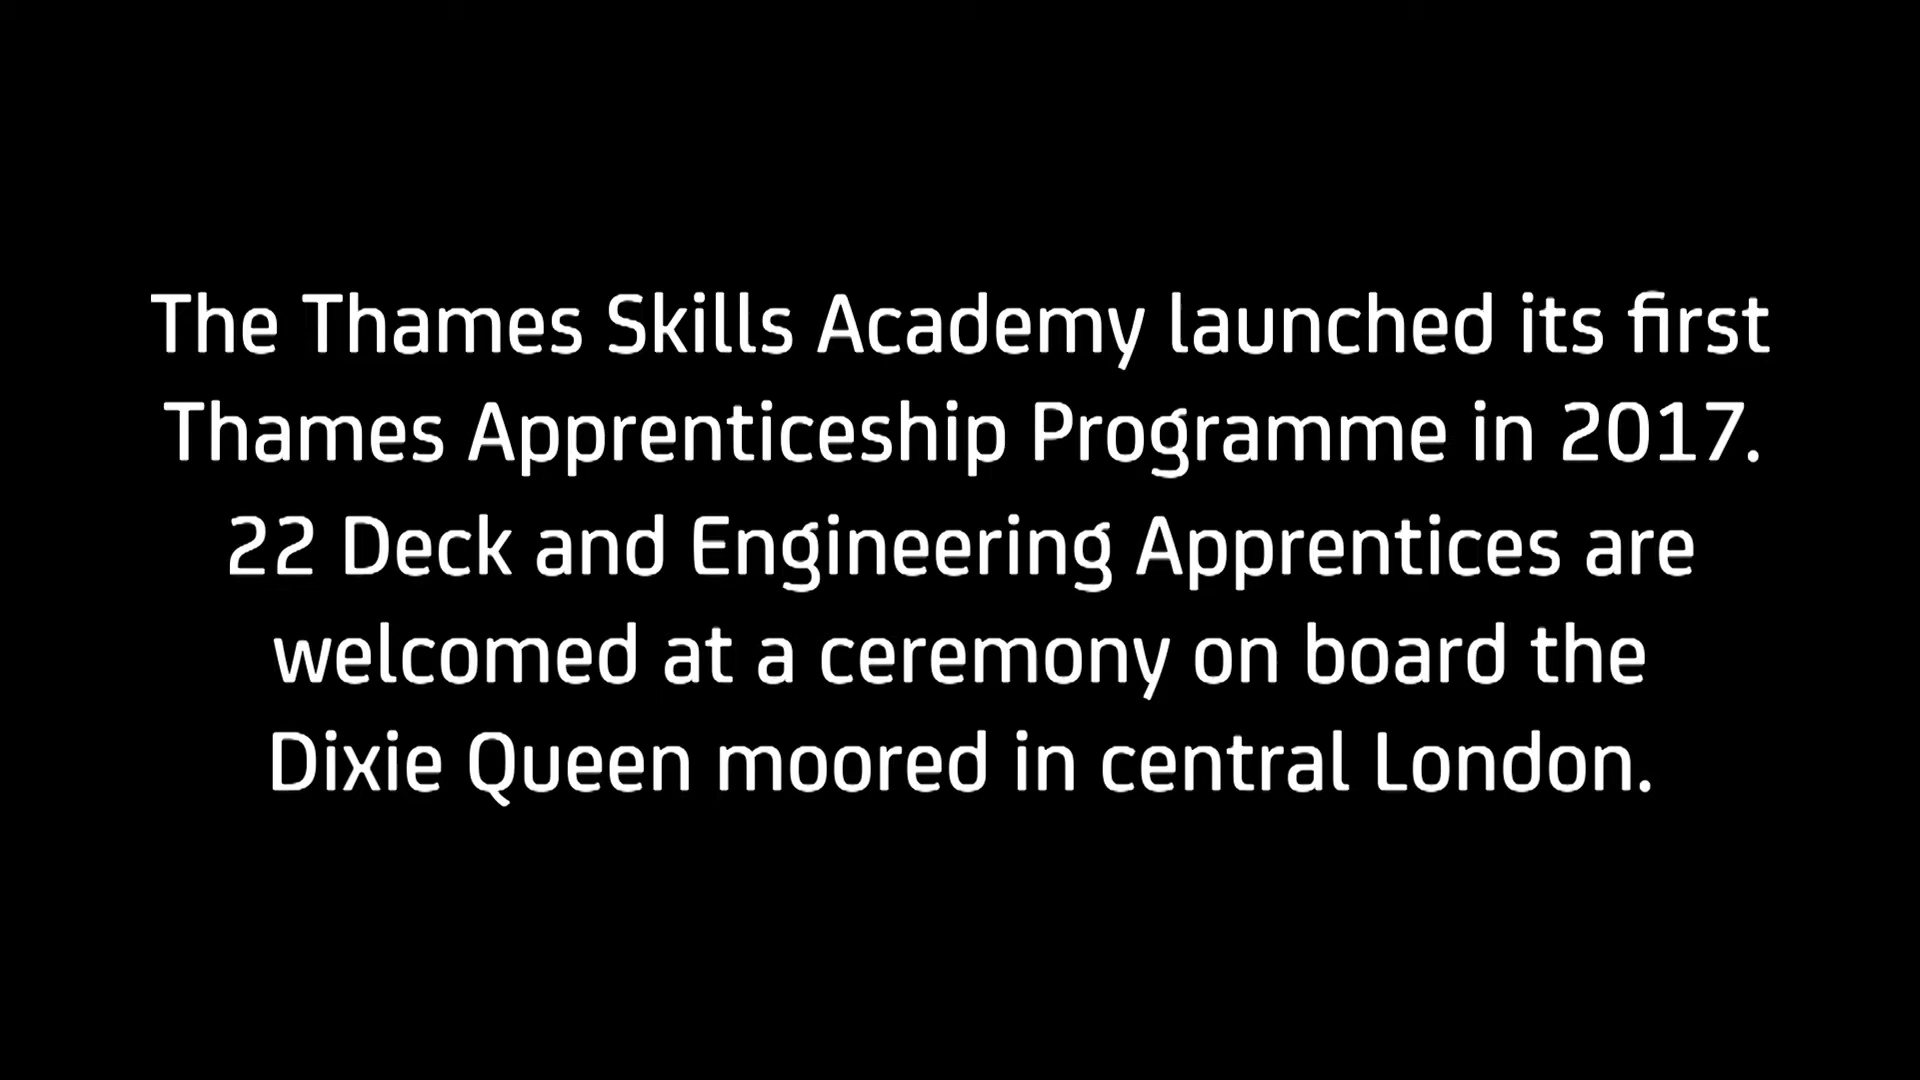 The Thames Skills Academy launched its first
Thames Apprenticeship Programme in 2017.
22 Deck and Engineering Apprentices are
welcomed at a ceremony on board the
Dixie Queen moored in central London.